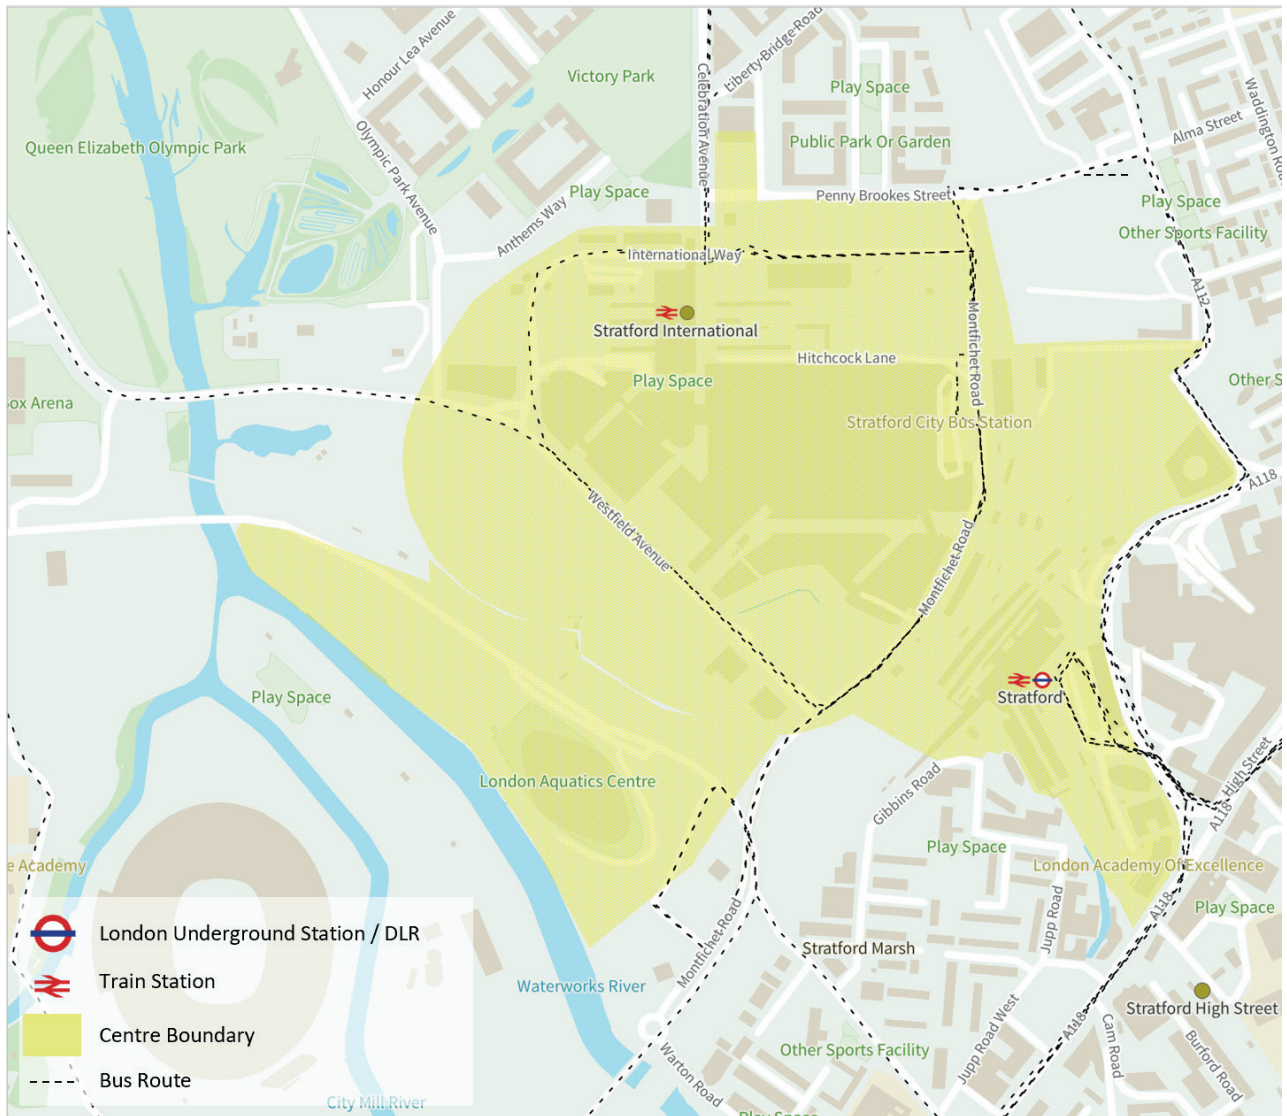 Honour Lea Avenue
Victory Park
Celebration Avenue
Liberty Bridge Road
Play Space
Waddington Ro
Alma Street
Queen Elizabeth Olympic Park
Olympic Park Avenue
Public Park Or Garden
Play Space
Anthems Way
Penny Brookes Street
Play Space
Other Sports Facility
International Way
A112
Stratford International
Montfichet Road
Hitchcock Lane
Play Space
Other S
ox Arena
Stratford City Bus Station
A118
Westfield Avenue
Montfichet Road
Play Space
Stratford
London Aquatics Centre
Gibbins Road
High Street
A118
Play Space
e Academy
London Academy Of Excellence
A118
Play Space
Jupp Road
Montfichet Road
Stratford Marsh
Waterworks River
Stratford High Street
A118
Jupp Road West
Cam Road
Burford Road
Other Sports Facility
Warton Road
City Mill River
Play Space
London Underground Station / DLR
Train Station
Centre Boundary
Bus Route